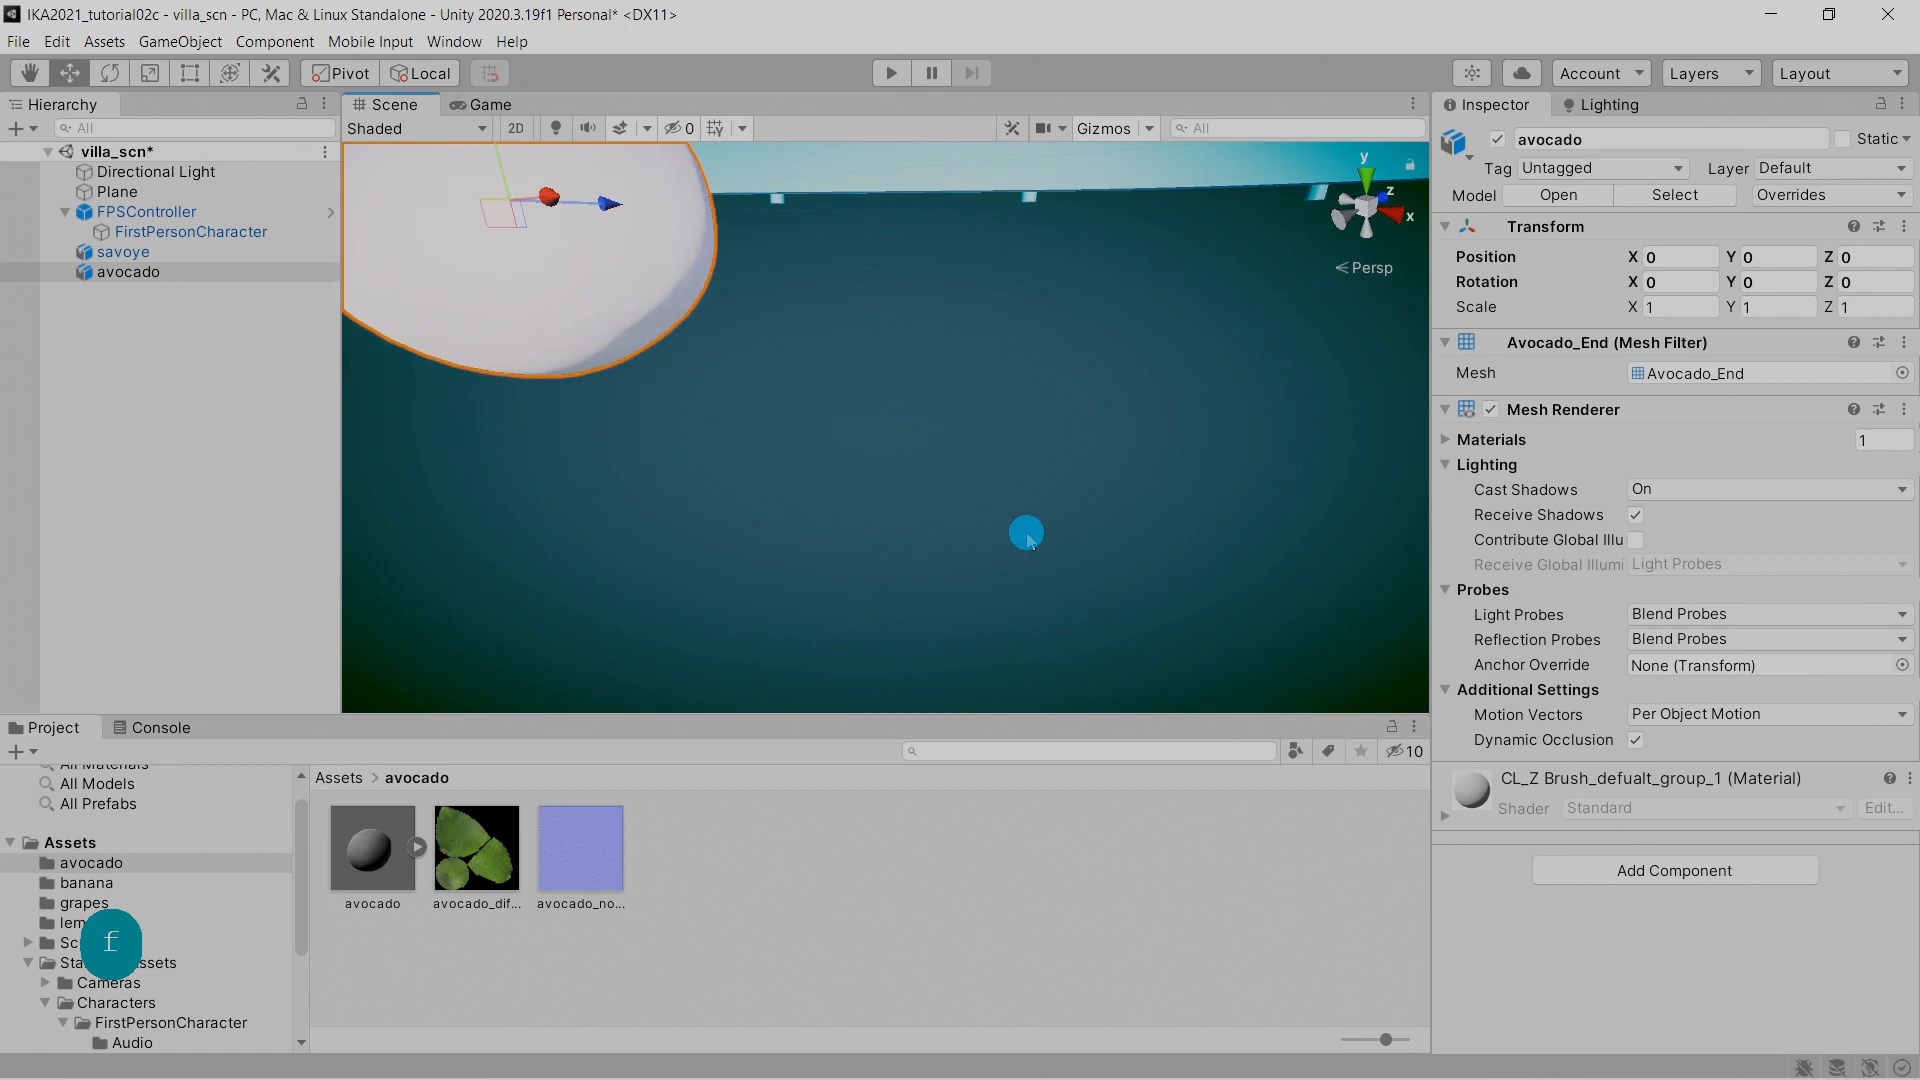 IKA2021_tutorial02c - villa_scn - PC, Mac & Linux Standalone - Unity 2020.3.19f1 Personal* <DX11>
File Edit Assets GameObject Component Mobile Input Window Help
Pivot Local Account Layers Layout
Hierarchy
All
villa_scn*
Directional Light
Plane
FPSController
FirstPersonCharacter
savoye
avocado
Scene Game
Shaded 2D 0 Gizmos All
y
z
x
Persp
Inspector Lighting
avocado Static
Tag Untagged Layer Default
Model Open Select Overrides
Transform
Position X 0 Y 0 Z 0
Rotation X 0 Y 0 Z 0
Scale X 1 Y 1 Z 1
Avocado_End (Mesh Filter)
Mesh Avocado_End
Mesh Renderer
Materials 1
Lighting
Cast Shadows On
Receive Shadows
Contribute Global Illu
Receive Global Illumi Light Probes
Probes
Light Probes Blend Probes
Reflection Probes Blend Probes
Anchor Override None (Transform)
Additional Settings
Motion Vectors Per Object Motion
Dynamic Occlusion
CL_Z Brush_defualt_group_1 (Material)
Shader Standard Edit...
Add Component
Project Console
10
All Materials
All Models
All Prefabs
Assets
avocado
banana
grapes
lem
Sc
Sta ssets
Cameras
Characters
FirstPersonCharacter
Audio
f
Assets > avocado
avocado avocado_dif... avocado_no...